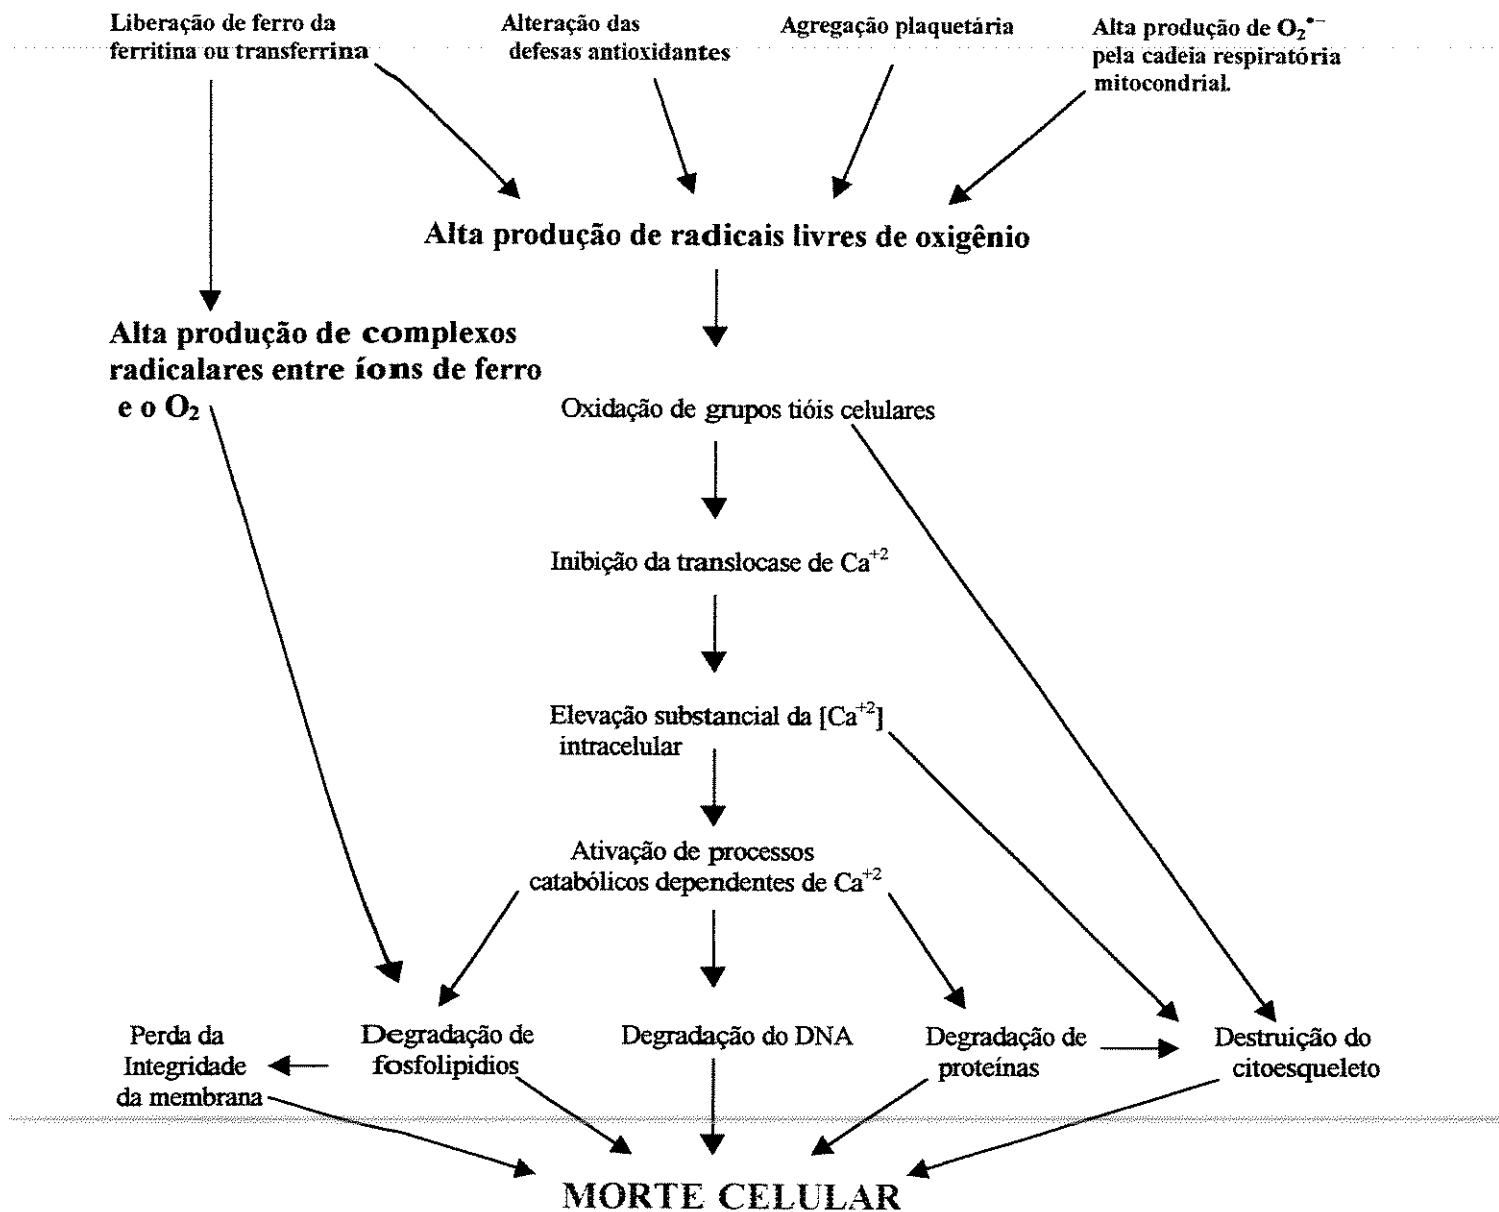 Liberação de ferro da
ferritina ou transferrina
Alteração das
defesas antioxidantes
Agregação plaquetária
Alta produção de O₂•⁻
pela cadeia respiratória
mitocondrial.
Alta produção de radicais livres de oxigênio
Alta produção de complexos
radicalares entre íons de ferro
e o O₂
Oxidação de grupos tióis celulares
Inibição da translocase de Ca⁺²
Elevação substancial da [Ca⁺²]
intracelular
Ativação de processos
catabólicos dependentes de Ca⁺²
Perda da
Integridade
da membrana
Degradação de
fosfolipidios
Degradação do DNA
Degradação de
proteínas
Destruição do
citoesqueleto
MORTE CELULAR